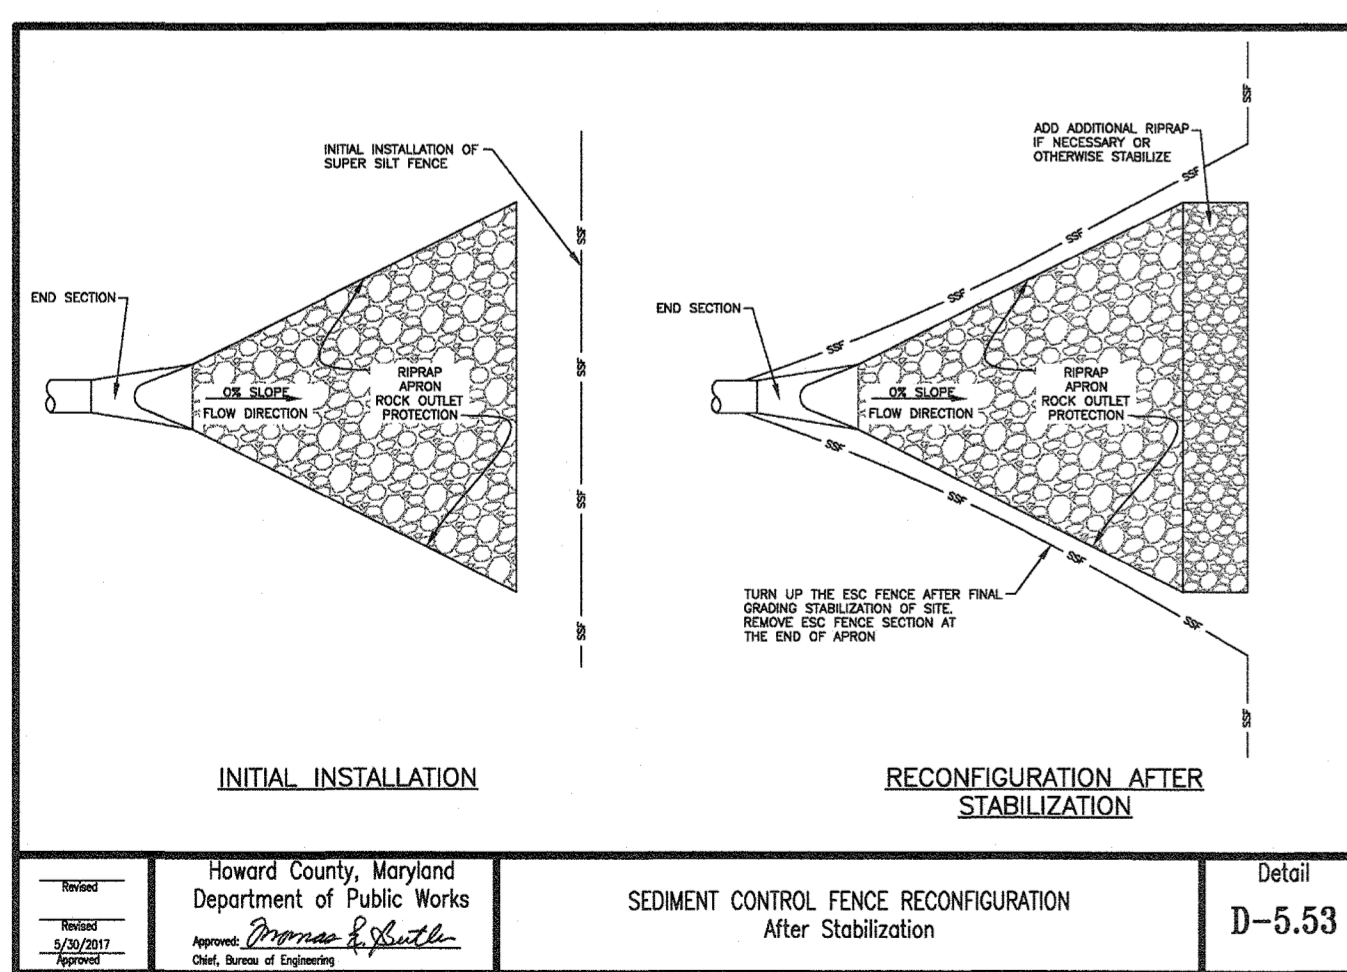 INITIAL INSTALLATION OF
SUPER SILT FENCE
SSF
SSF
SSF
SSF
END SECTION
0% SLOPE
FLOW DIRECTION
RIPRAP
APRON
ROCK OUTLET
PROTECTION
INITIAL INSTALLATION
ADD ADDITIONAL RIPRAP
IF NECESSARY OR
OTHERWISE STABILIZE
SSF
SSF
SSF
SSF
SSF
END SECTION
0% SLOPE
FLOW DIRECTION
RIPRAP
APRON
ROCK OUTLET
PROTECTION
SSF
SSF
SSF
SSF
SSF
TURN UP THE ESC FENCE AFTER FINAL
GRADING STABILIZATION OF SITE.
REMOVE ESC FENCE SECTION AT
THE END OF APRON
RECONFIGURATION AFTER
STABILIZATION
Revised
Revised
5/30/2017
Approved
Howard County, Maryland
Department of Public Works
Approved: Thomas E. Butler
Chief, Bureau of Engineering
SEDIMENT CONTROL FENCE RECONFIGURATION
After Stabilization
Detail
D-5.53